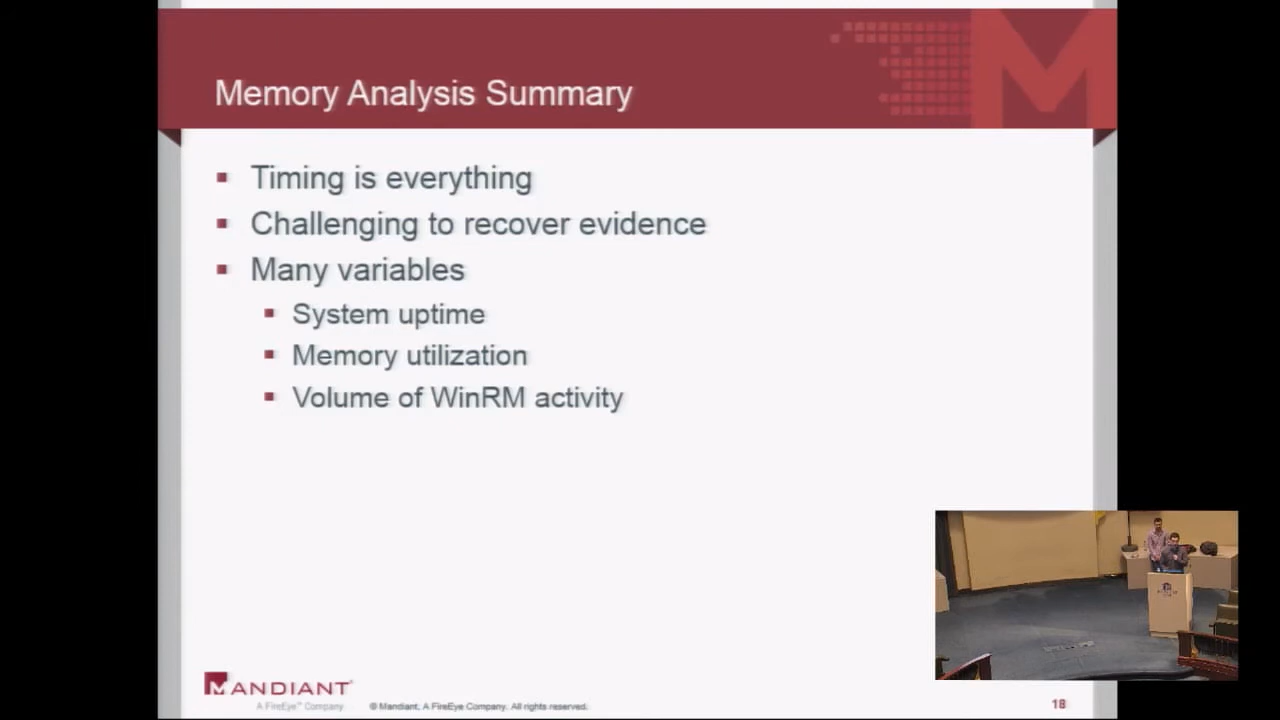 Memory Analysis Summary
Timing is everything
Challenging to recover evidence
Many variables
System uptime
Memory utilization
Volume of WinRM activity
MANDIANT
A FireEye™ Company
© Mandiant, A FireEye Company. All rights reserved.
18